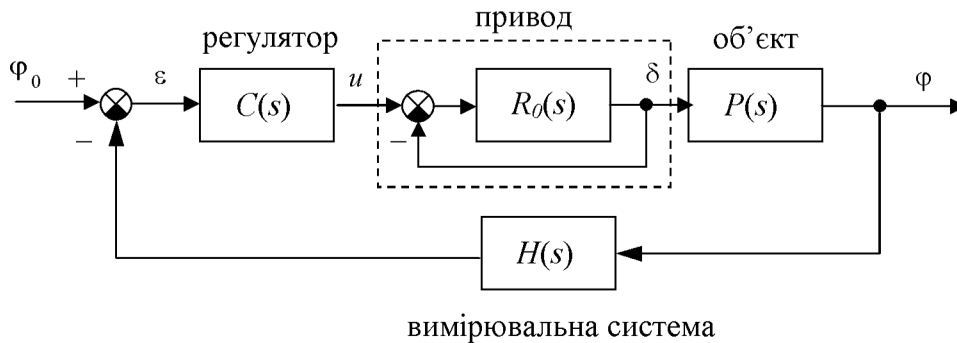 привод
регулятор
об’єкт
φ₀
+
ε
C(s)
u
R₀(s)
δ
P(s)
φ
−
−
H(s)
вимірювальна система